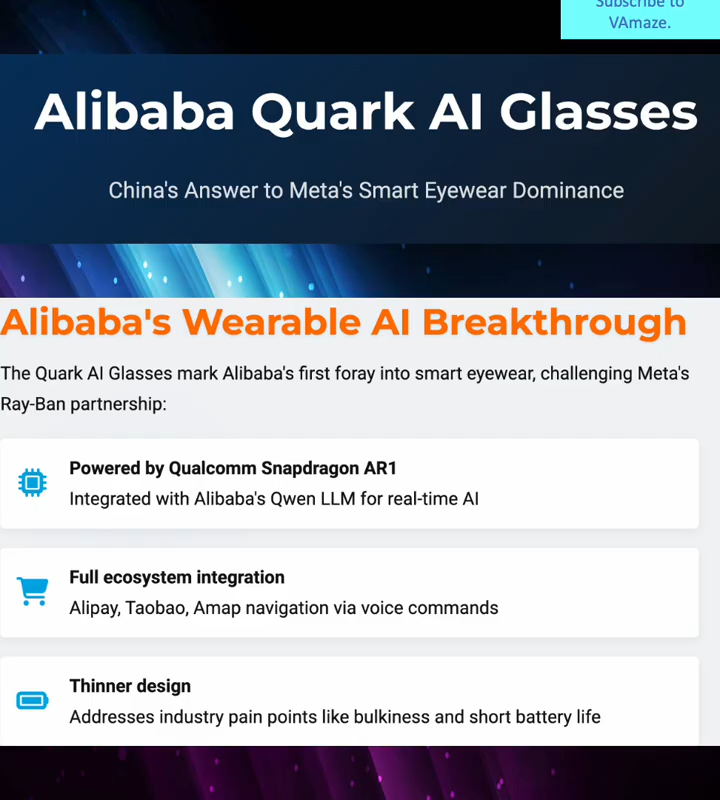 Subscribe to
VAmaze.
Alibaba Quark AI Glasses
China's Answer to Meta's Smart Eyewear Dominance
Alibaba's Wearable AI Breakthrough
The Quark AI Glasses mark Alibaba's first foray into smart eyewear, challenging Meta's
Ray-Ban partnership:
Powered by Qualcomm Snapdragon AR1
Integrated with Alibaba's Qwen LLM for real-time AI
Full ecosystem integration
Alipay, Taobao, Amap navigation via voice commands
Thinner design
Addresses industry pain points like bulkiness and short battery life